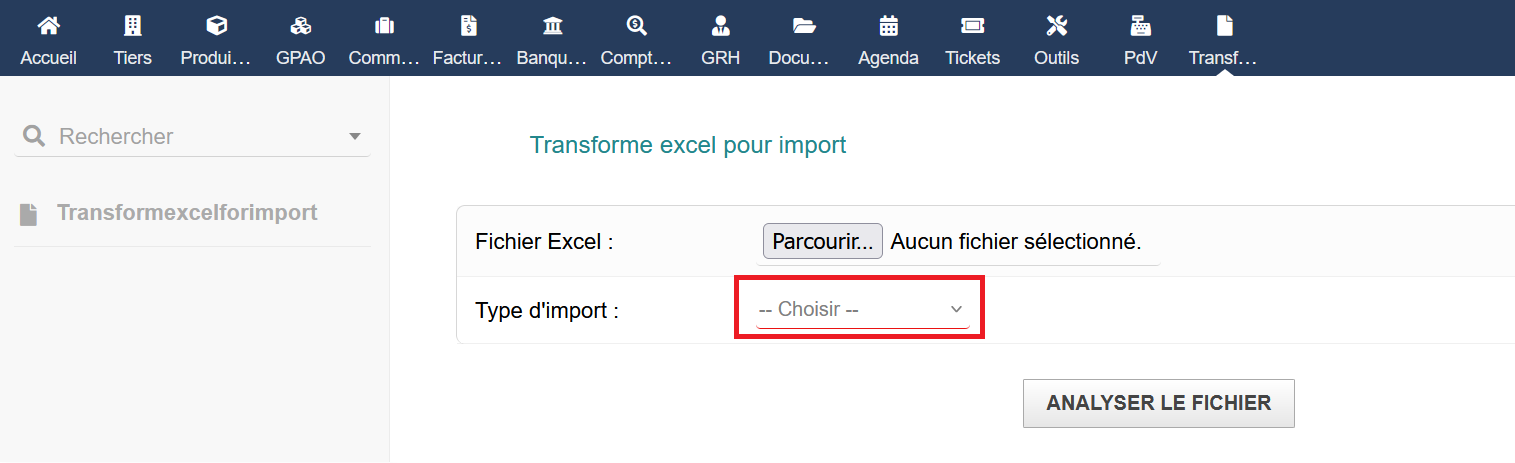 Accueil Tiers Produi... GPAO Comm... Factur... Banqu... Compt... GRH Docu... Agenda Tickets Outils PdV Transf...
Rechercher
Transformexcelforimport
Transforme excel pour import
Fichier Excel : Parcourir... Aucun fichier sélectionné.
Type d'import : -- Choisir --
ANALYSER LE FICHIER